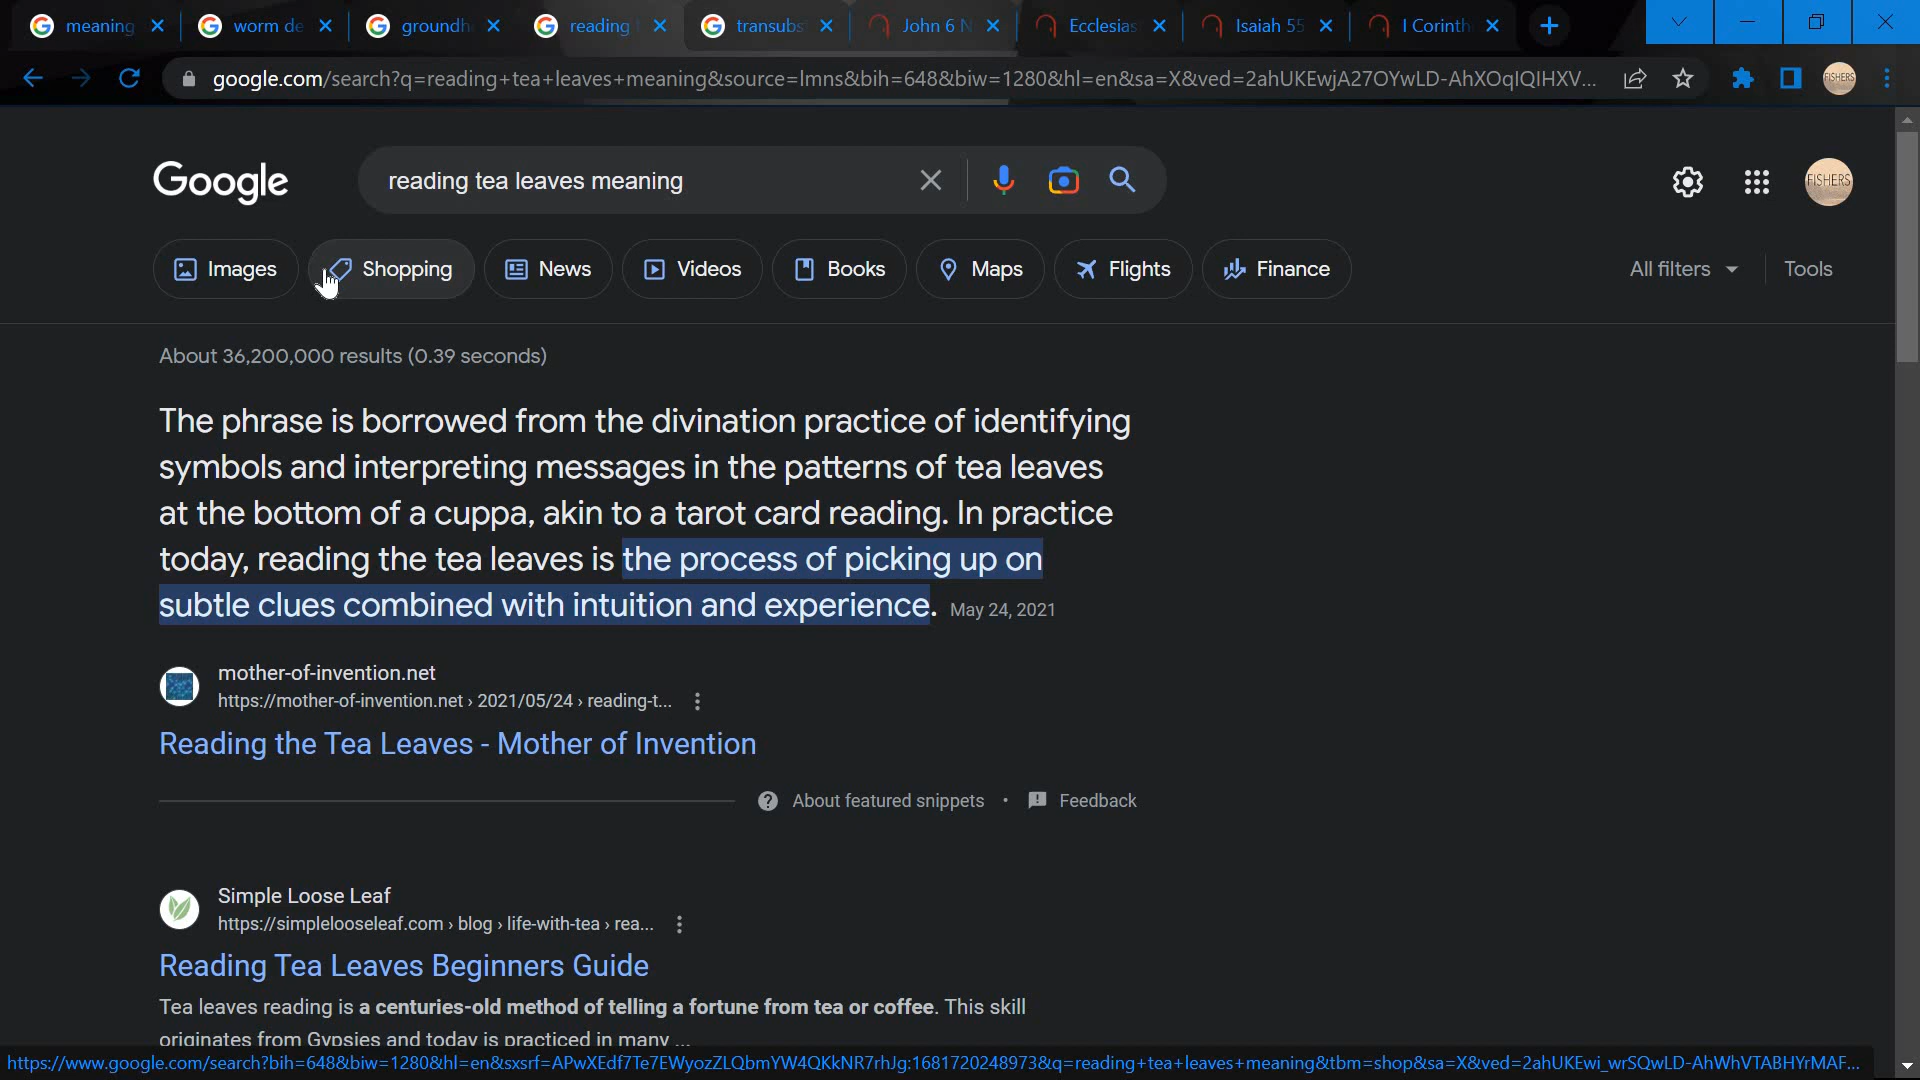 meaning
worm de
groundh
reading
transubs
John 6 N
Ecclesias
Isaiah 55
I Corinth
google.com/search?q=reading+tea+leaves+meaning&source=lmns&bih=648&biw=1280&hl=en&sa=X&ved=2ahUKEwjA27OYwLD-AhXOqIQIHXV...
FISHERS
Google
reading tea leaves meaning
FISHERS
Images
Shopping
News
Videos
Books
Maps
Flights
Finance
All filters
Tools
About 36,200,000 results (0.39 seconds)
The phrase is borrowed from the divination practice of identifying
symbols and interpreting messages in the patterns of tea leaves
at the bottom of a cuppa, akin to a tarot card reading. In practice
today, reading the tea leaves is the process of picking up on
subtle clues combined with intuition and experience. May 24, 2021
mother-of-invention.net
https://mother-of-invention.net › 2021/05/24 › reading-t...
Reading the Tea Leaves - Mother of Invention
About featured snippets • Feedback
Simple Loose Leaf
https://simplelooseleaf.com › blog › life-with-tea › rea...
Reading Tea Leaves Beginners Guide
Tea leaves reading is a centuries-old method of telling a fortune from tea or coffee. This skill
originates from Gypsies and today is practiced in many ...
https://www.google.com/search?bih=648&biw=1280&hl=en&sxsrf=APwXEdf7Te7EWyozZLQbmYW4QKkNR7rhJg:1681720248973&q=reading+tea+leaves+meaning&tbm=shop&sa=X&ved=2ahUKEwi_wrSQwLD-AhWhVTABHYrMAF...